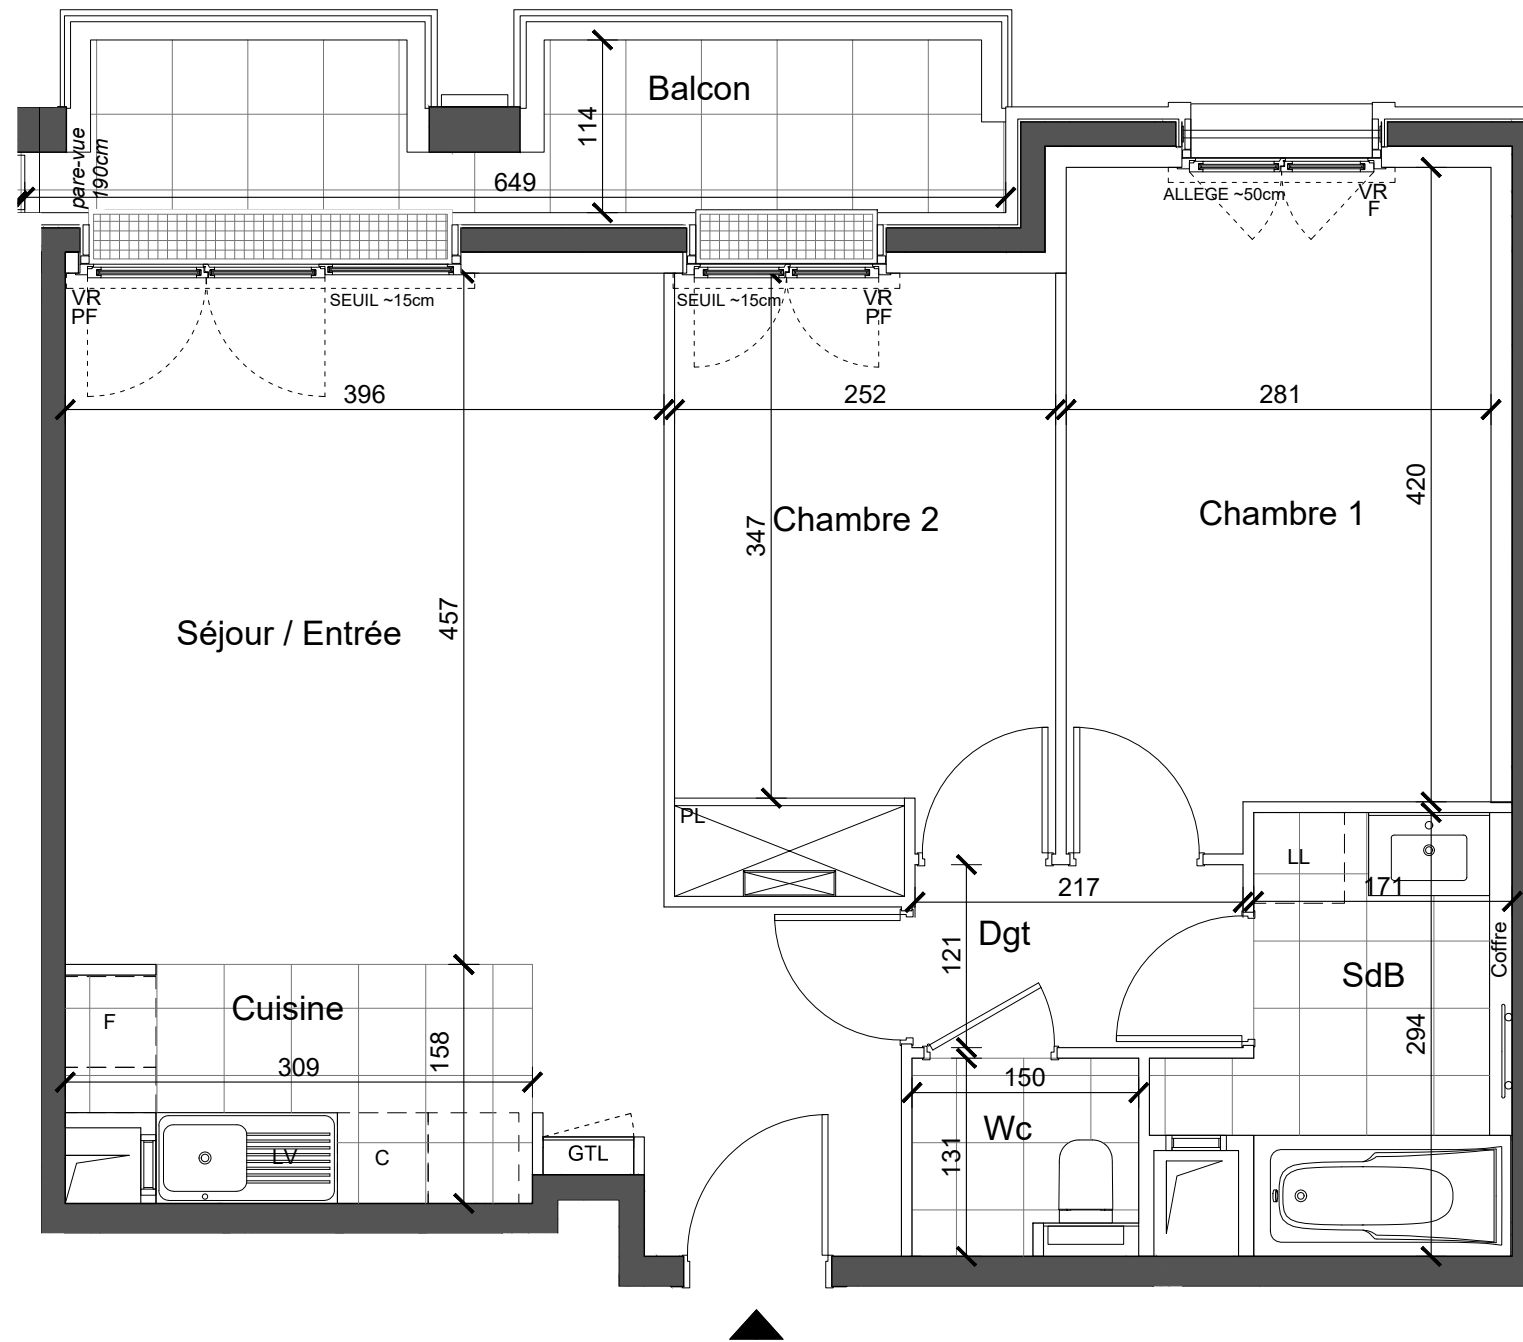 Balcon
114
pare-vue
190cm
649
ALLEGE ~50cm
VR
F
VR
PF
SEUIL ~15cm
SEUIL ~15cm
VR
PF
396
252
281
420
347
Chambre 2
Chambre 1
457
Séjour / Entrée
PL
LL
217
171
Dgt
121
Coffre
SdB
Cuisine
F
158
294
309
150
Wc
131
LV
C
GTL